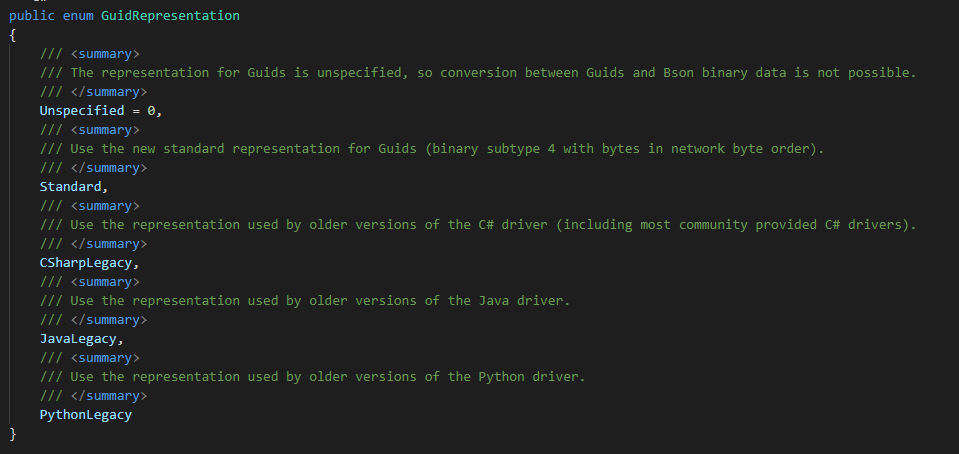 public enum GuidRepresentation
{
/// <summary>
/// The representation for Guids is unspecified, so conversion between Guids and Bson binary data is not possible.
/// </summary>
Unspecified = 0,
/// <summary>
/// Use the new standard representation for Guids (binary subtype 4 with bytes in network byte order).
/// </summary>
Standard,
/// <summary>
/// Use the representation used by older versions of the C# driver (including most community provided C# drivers).
/// </summary>
CSharpLegacy,
/// <summary>
/// Use the representation used by older versions of the Java driver.
/// </summary>
JavaLegacy,
/// <summary>
/// Use the representation used by older versions of the Python driver.
/// </summary>
PythonLegacy
}